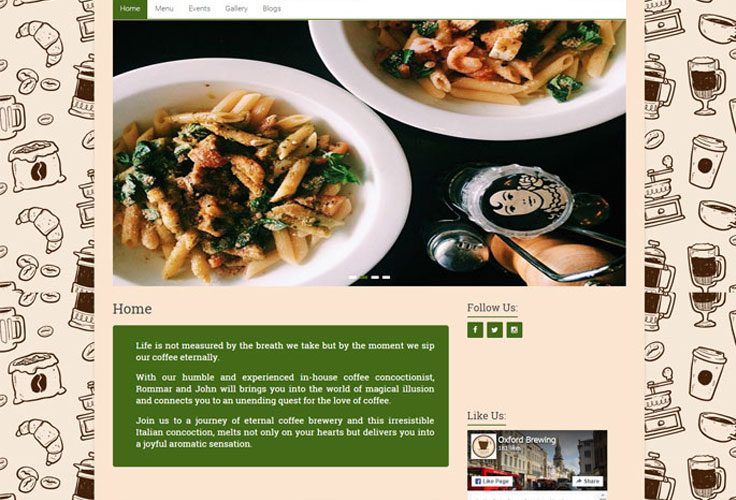 Home Menu Events Gallery Blogs
Home
Life is not measured by the breath we take but by the moment we sip
our coffee eternally.
With our humble and experienced in-house coffee concoctionist,
Rommar and John will brings you into the world of magical illusion
and connects you to an unending quest for the love of coffee.
Join us to a journey of eternal coffee brewery and this irresistible
Italian concoction, melts not only on your hearts but delivers you into
a joyful aromatic sensation.
Follow Us:
Like Us:
Oxford Brewing
Like Page
Share